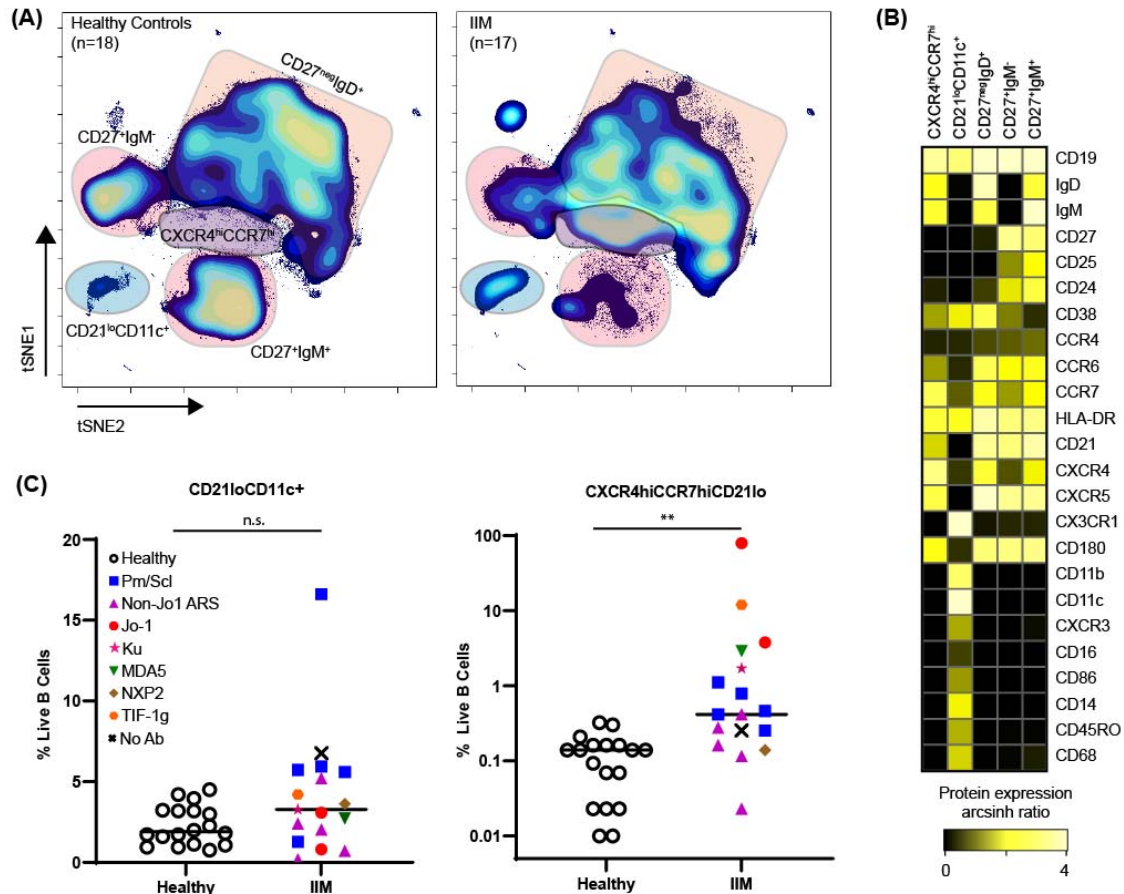 (A)
Healthy Controls
(n=18)
CD27negIgD+
CD27+IgM-
CXCR4hiCCR7hi
CD21loCD11c+
CD27+IgM+
tSNE1
tSNE2
IIM
(n=17)
(B)
CXCR4hiCCR7hi
CD21loCD11c+
CD27negIgD+
CD27+IgM-
CD27+IgM+
CD19
IgD
IgM
CD27
CD25
CD24
CD38
CCR4
CCR6
CCR7
HLA-DR
CD21
CXCR4
CXCR5
CX3CR1
CD180
CD11b
CD11c
CXCR3
CD16
CD86
CD14
CD45RO
CD68
Protein expression
arcsinh ratio
0 4
(C)
CD21loCD11c+
n.s.
% Live B Cells
20
15
10
5
0
Healthy
Pm/Scl
Non-Jo1 ARS
Jo-1
Ku
MDA5
NXP2
TIF-1g
No Ab
Healthy IIM
CXCR4hiCCR7hiCD21lo
**
% Live B Cells
100
10
1
0.1
0.01
Healthy IIM